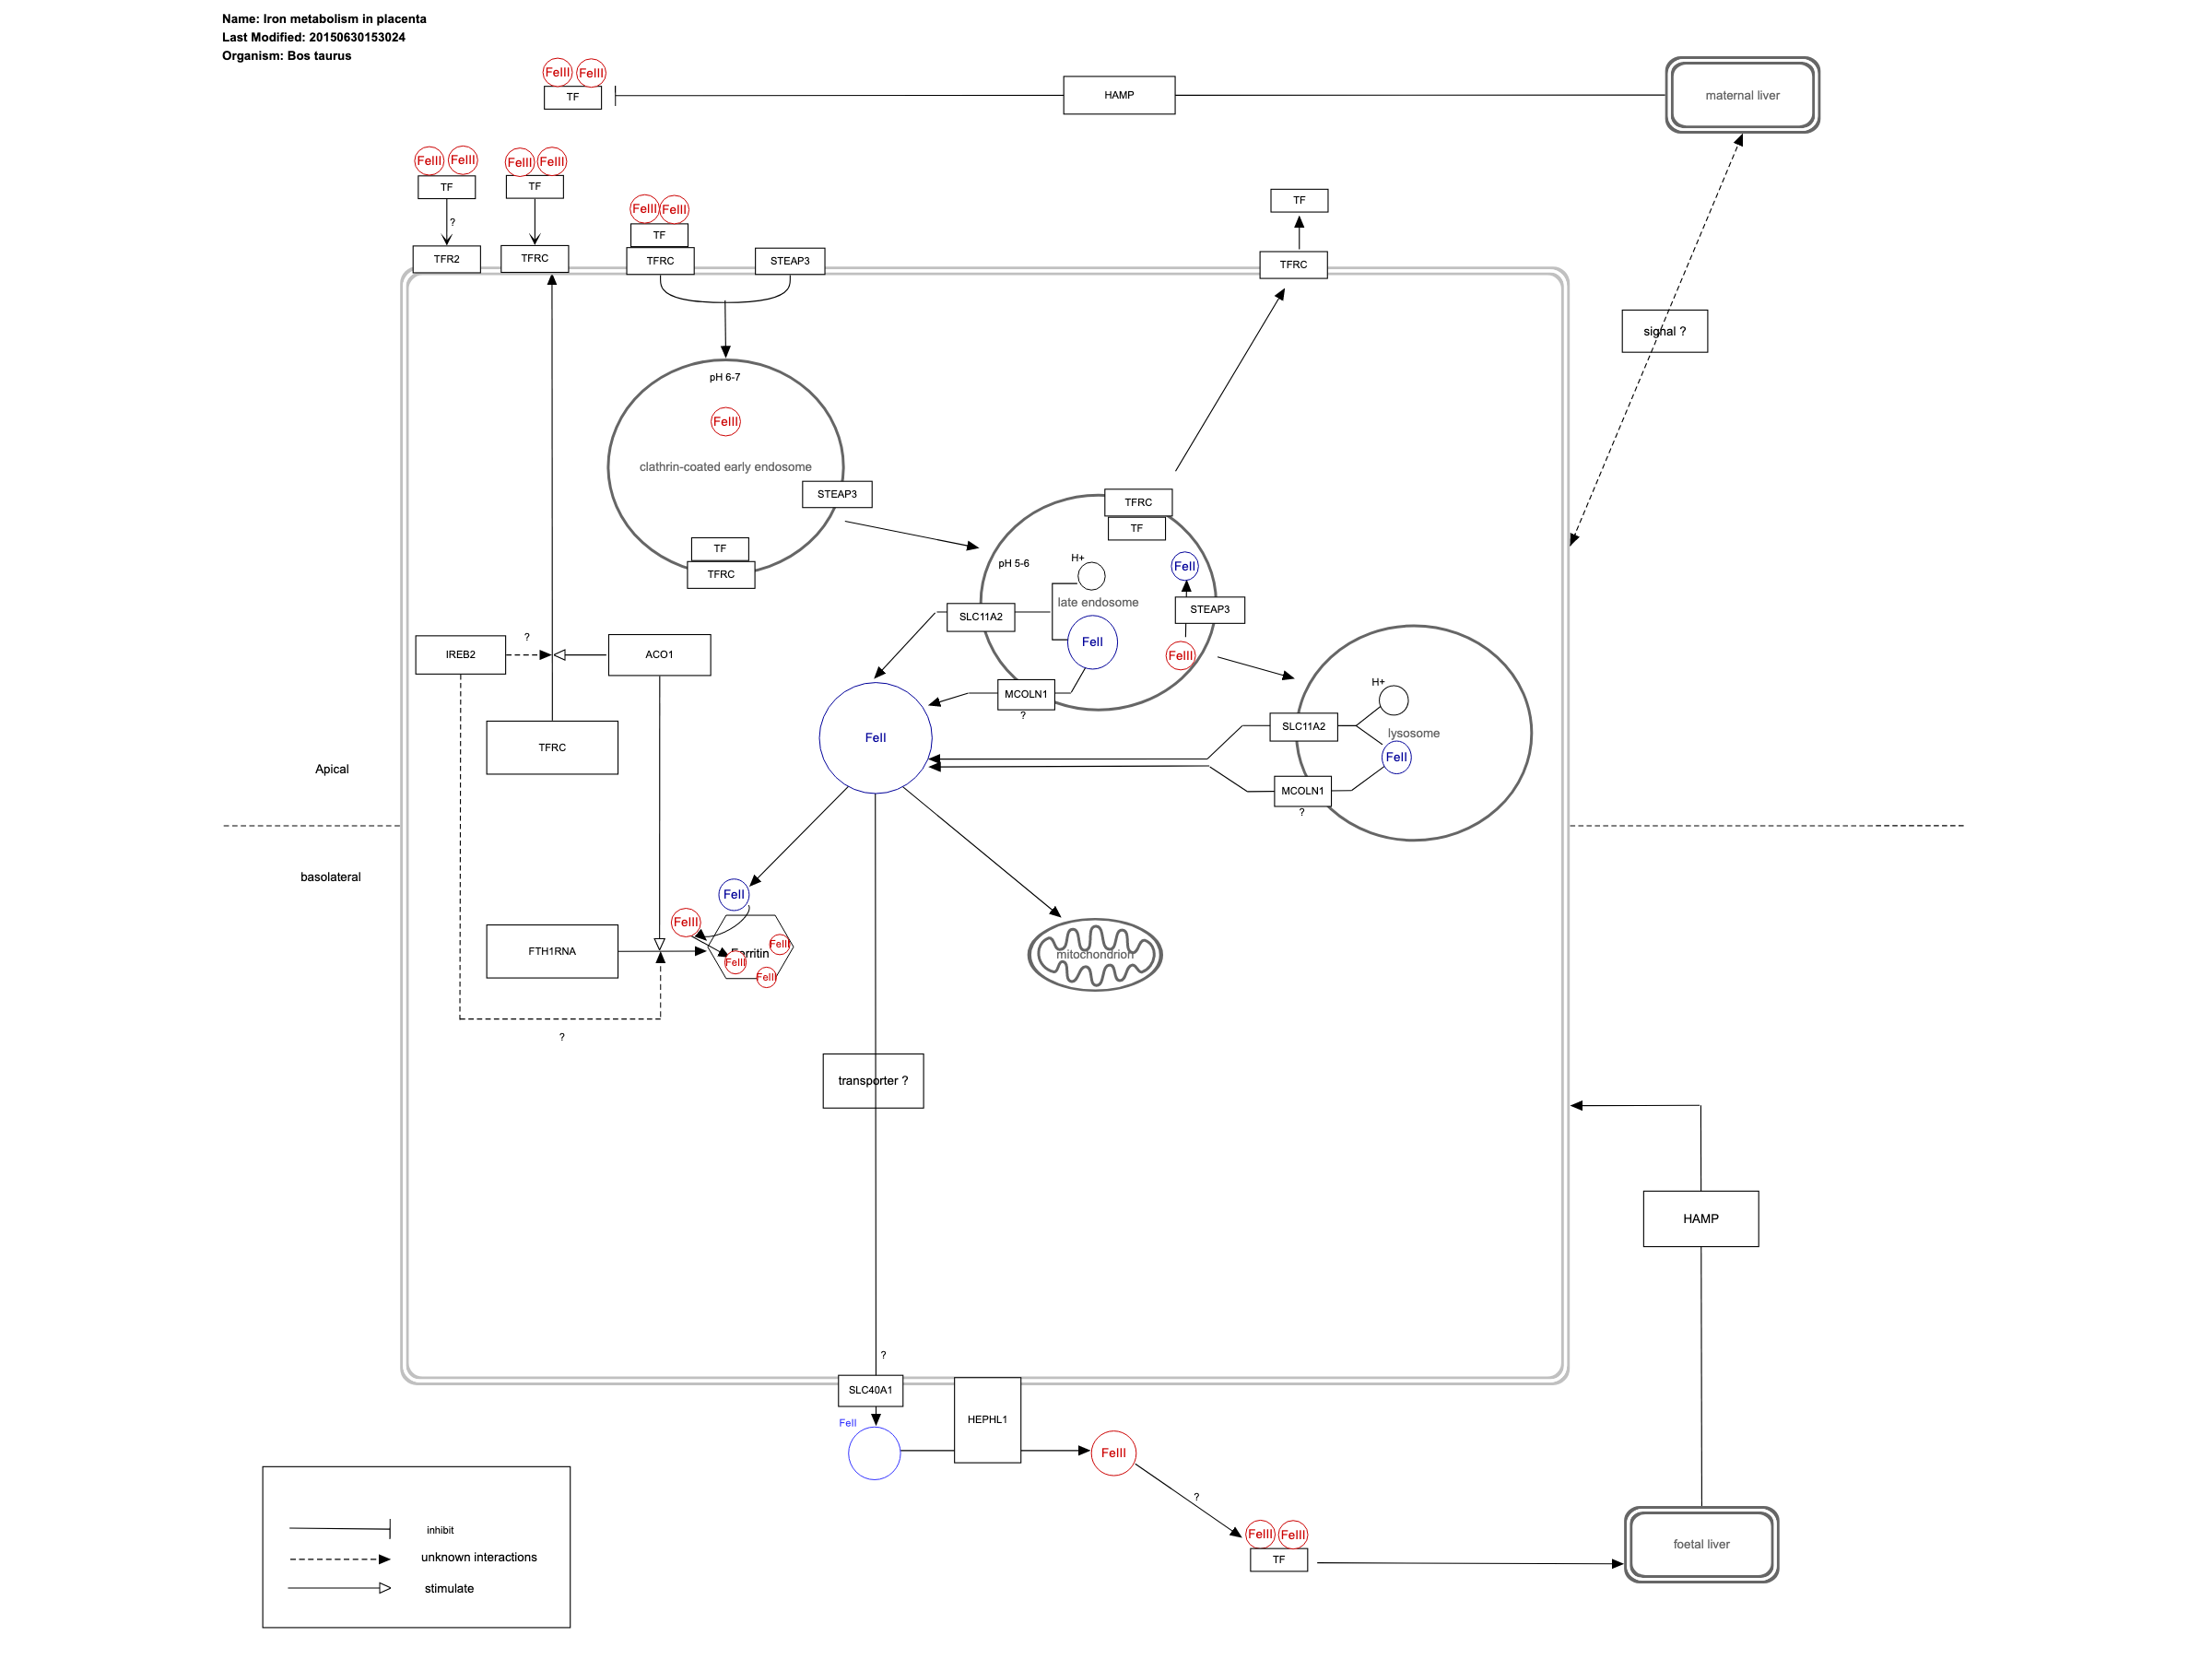 Name: Iron metabolism in placenta
Last Modified: 20150630153024
Organism: Bos taurus
FeIII FeIII
TF
HAMP
maternal liver
FeIII FeIII
TF
?
TFR2
FeIII FeIII
TF
TFRC
FeIII FeIII
TF
TFRC
STEAP3
TF
TFRC
signal ?
pH 6-7
FeIII
clathrin-coated early endosome
STEAP3
TF
TFRC
TFRC
TF
pH 5-6
H+
FeII
late endosome
SLC11A2
STEAP3
FeII
FeIII
MCOLN1
?
IREB2
?
ACO1
TFRC
FeII
H+
SLC11A2
lysosome
FeII
MCOLN1
?
Apical
basolateral
FeII
FeIII
FTH1RNA
Ferritin
FeIII
FeIII
FeIII
?
mitochondrion
transporter ?
HAMP
?
SLC40A1
FeII
HEPHL1
FeIII
?
FeIII FeIII
TF
foetal liver
inhibit
unknown interactions
stimulate